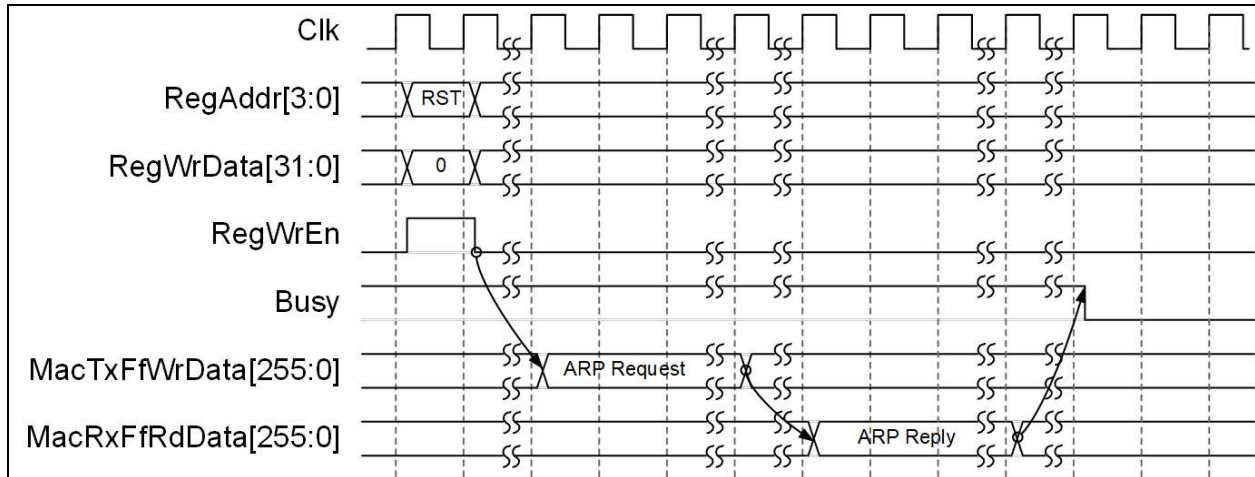 Clk
RegAddr[3:0]
RST
RegWrData[31:0]
0
RegWrEn
Busy
MacTxFfWrData[255:0]
ARP Request
MacRxFfRdData[255:0]
ARP Reply